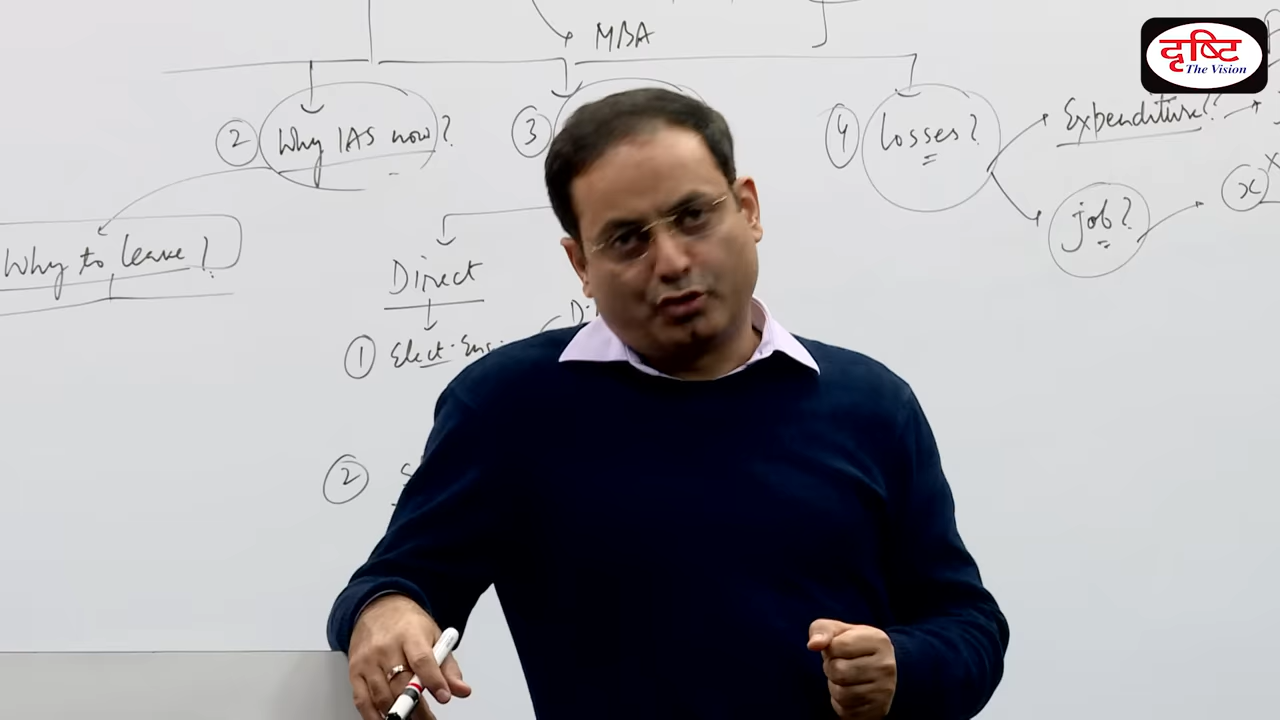 MBA
दृष्टि
The Vision
② Why IAS now?
③
④ Losses?
Expenditure??
job?
x
Why to leave?
Direct
① Elect. Eng
D.
② S